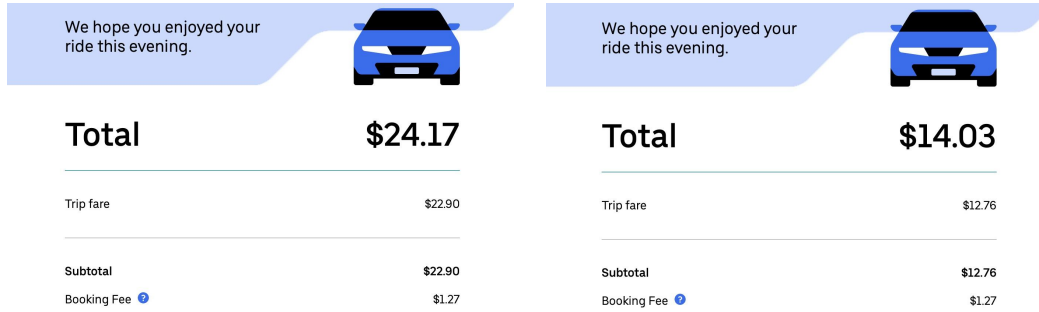 We hope you enjoyed your
ride this evening.
Total $24.17
Trip fare $22.90
Subtotal $22.90
Booking Fee ? $1.27
We hope you enjoyed your
ride this evening.
Total $14.03
Trip fare $12.76
Subtotal $12.76
Booking Fee ? $1.27